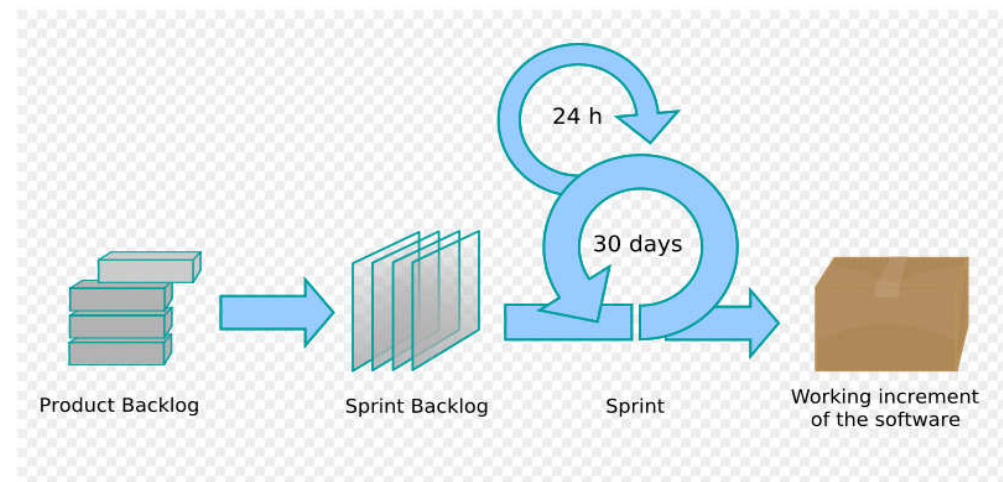 24 h
30 days
Product Backlog
Sprint Backlog
Sprint
Working increment
of the software